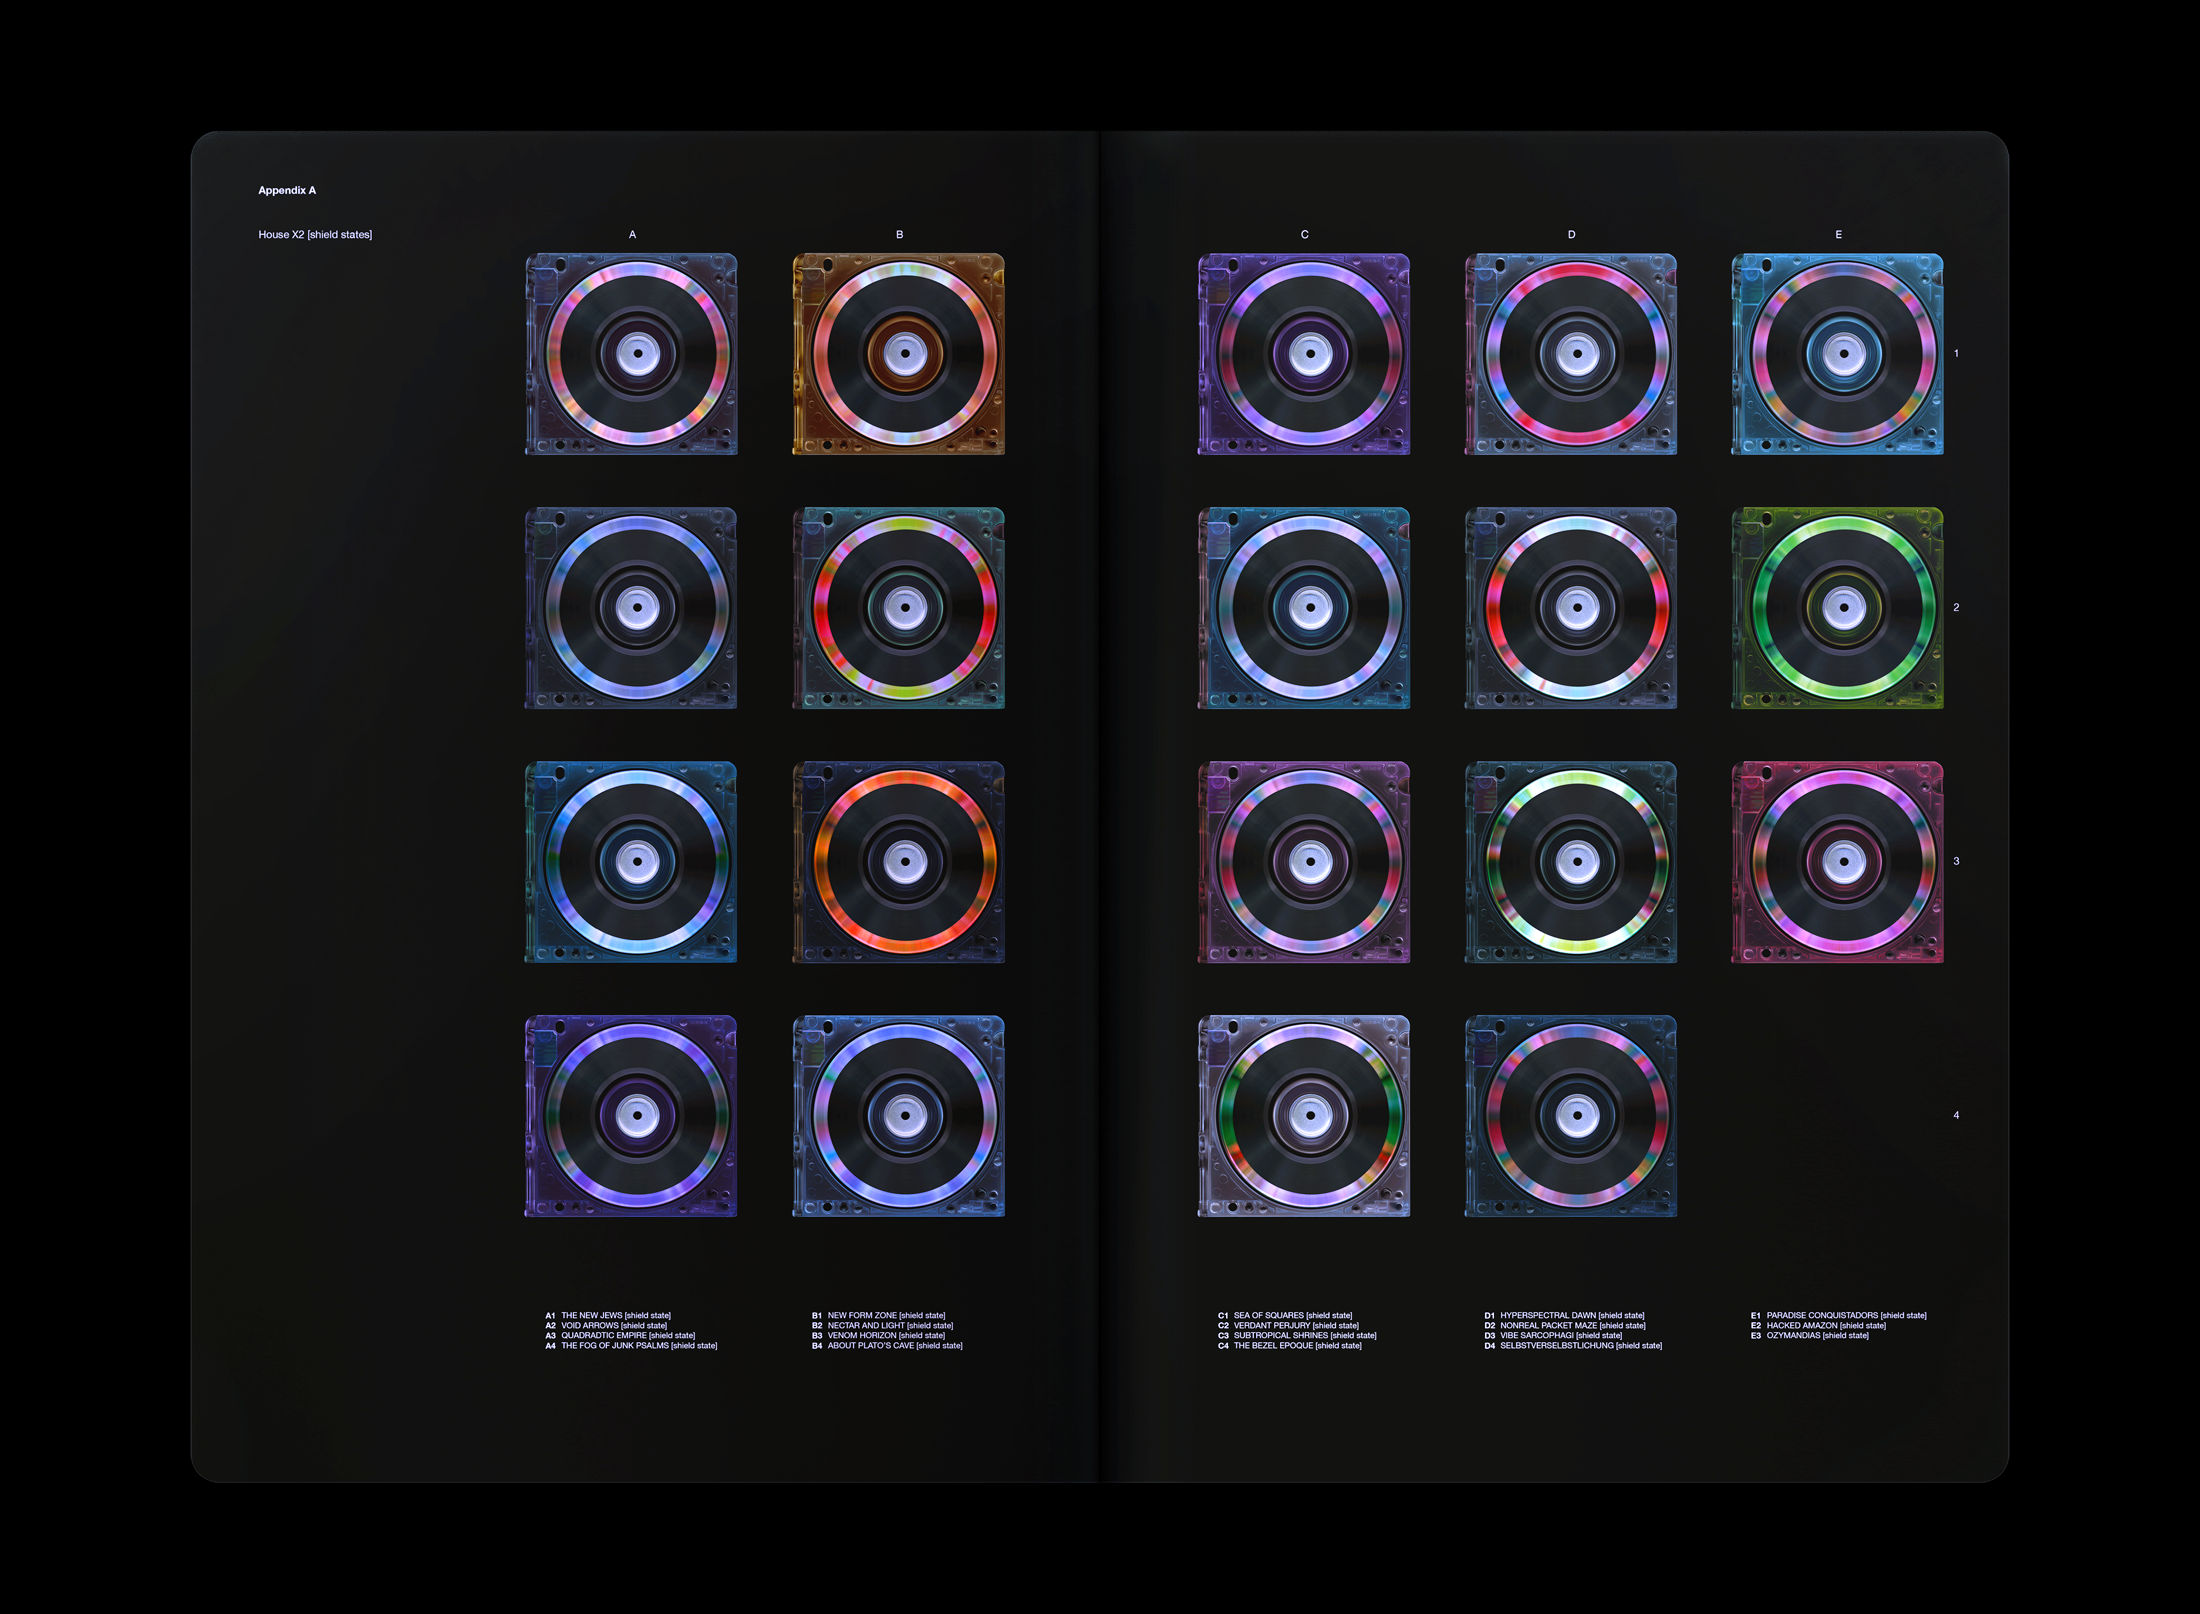 Appendix A
House X2 [shield states]
A
B
C
D
E
1
2
3
4
A1 THE NEW JEWS [shield state]
A2 VOID ARROWS [shield state]
A3 QUADRADTIC EMPIRE [shield state]
A4 THE FOG OF JUNK PSALMS [shield state]
B1 NEW FORM ZONE [shield state]
B2 NECTAR AND LIGHT [shield state]
B3 VENOM HORIZON [shield state]
B4 ABOUT PLATO'S CAVE [shield state]
C1 SEA OF SQUARES [shield state]
C2 VERDANT PERJURY [shield state]
C3 SUBTROPICAL SHRINES [shield state]
C4 THE BEZEL EPOQUE [shield state]
D1 HYPERSPECTRAL DAWN [shield state]
D2 NONREAL PACKET MAZE [shield state]
D3 VIBE SARCOPHAGI [shield state]
D4 SELBSTVERSELBSTLICHUNG [shield state]
E1 PARADISE CONQUISTADORS [shield state]
E2 HACKED AMAZON [shield state]
E3 OZYMANDIAS [shield state]